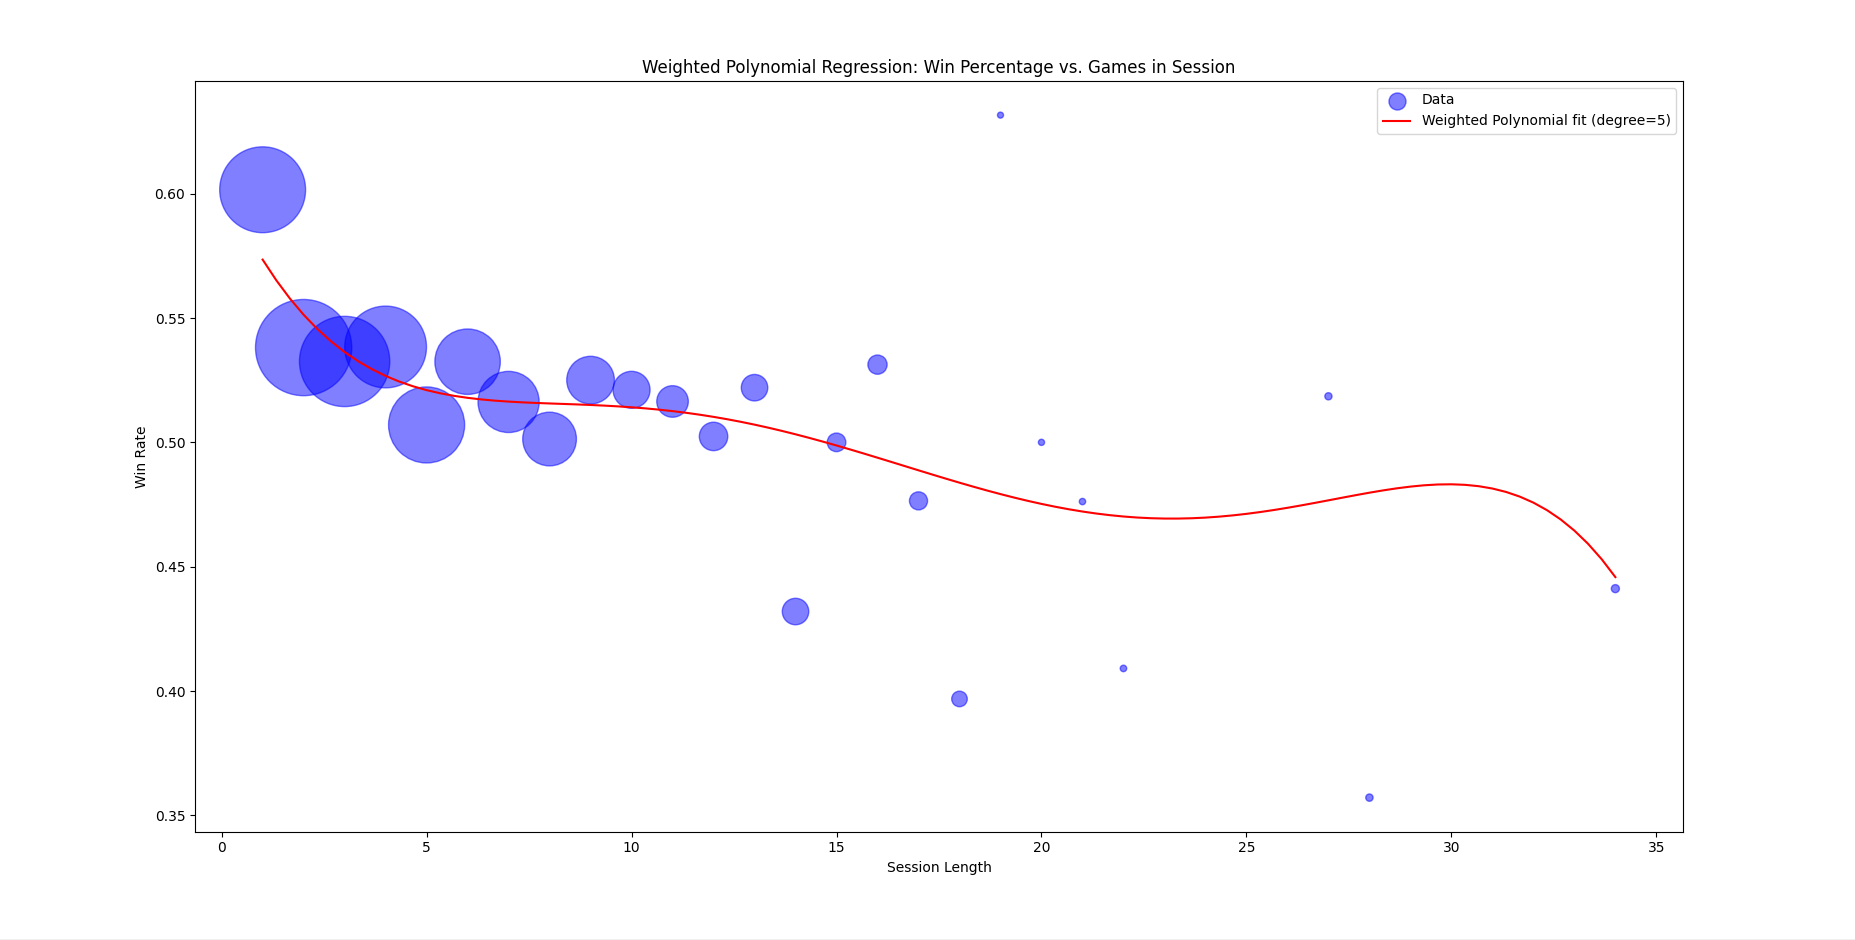 Weighted Polynomial Regression: Win Percentage vs. Games in Session
Data
Weighted Polynomial fit (degree=5)
Win Rate
0.60
0.55
0.50
0.45
0.40
0.35
0
5
10
15
20
25
30
35
Session Length